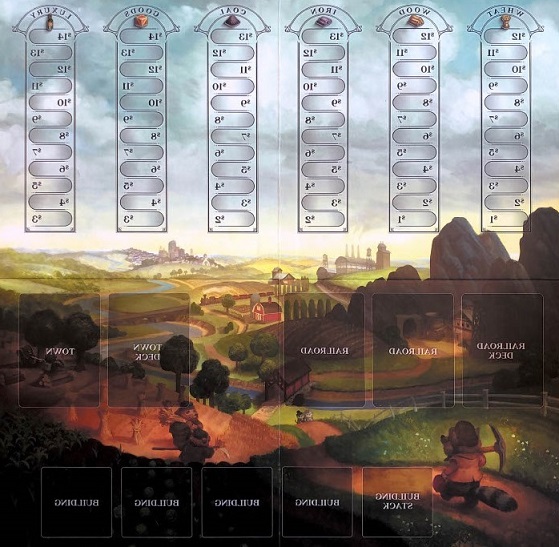 LUXURY
GOODS
COAL
IRON
WOOD
WHEAT
$14 $14 $13 $13 $12 $12
$13 $13 $12 $12 $11 $11
$12 $12 $11 $11 $10 $10
$11 $11 $10 $10 $9 $9
$10 $10 $9 $9 $8 $8
$9 $9 $8 $8 $7 $7
$8 $8 $7 $7 $6 $6
$7 $7 $6 $6 $5 $5
$6 $6 $5 $5 $4 $4
$5 $5 $4 $4 $3 $3
$4 $4 $3 $3 $2 $2
$3 $3 $2 $2 $1 $1
TOWN
TOWN
DECK
RAILROAD
RAILROAD
RAILROAD
DECK
BUILDING
BUILDING
BUILDING
BUILDING
BUILDING
STACK